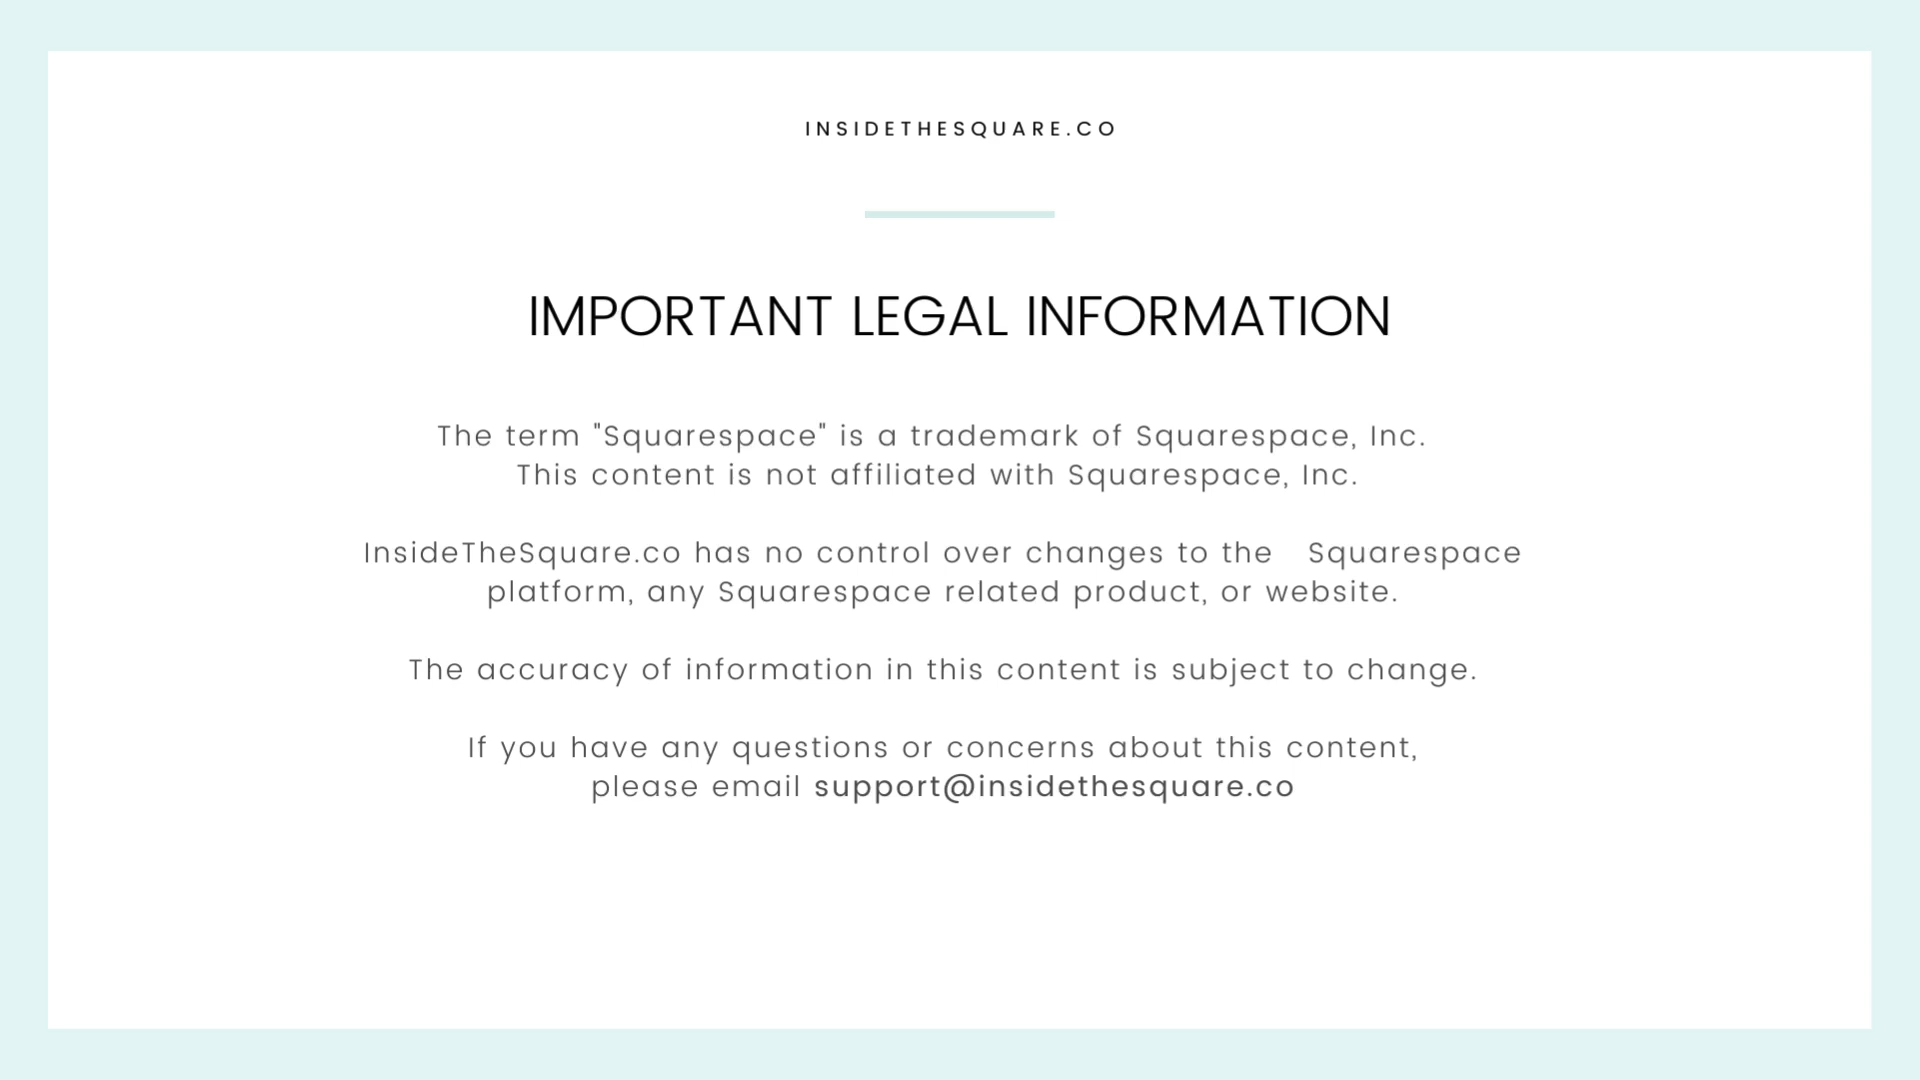 INSIDETHESQUARE.CO
IMPORTANT LEGAL INFORMATION
The term "Squarespace" is a trademark of Squarespace, Inc.
This content is not affiliated with Squarespace, Inc.
InsideTheSquare.co has no control over changes to the Squarespace
platform, any Squarespace related product, or website.
The accuracy of information in this content is subject to change.
If you have any questions or concerns about this content,
please email support@insidethesquare.co